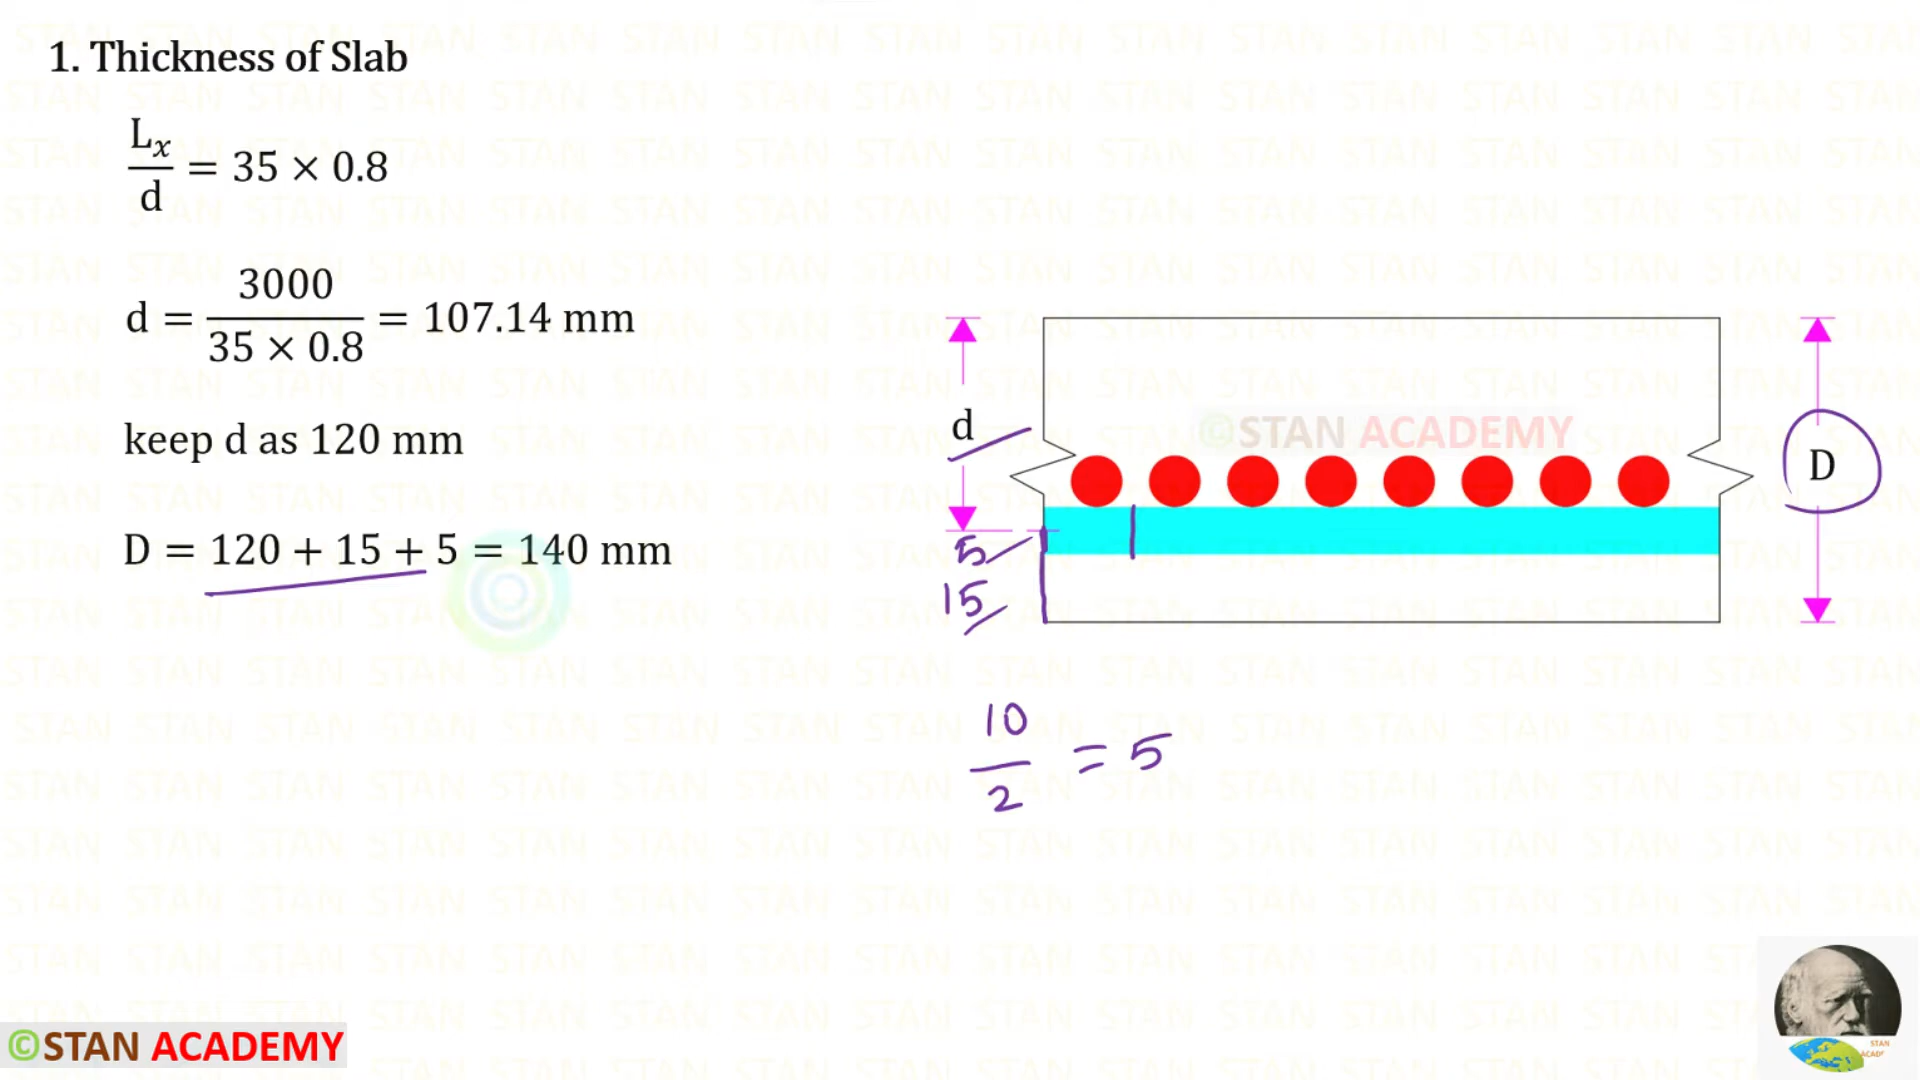 1. Thickness of Slab
Lx/d = 35 × 0.8
d = 3000/(35 × 0.8) = 107.14 mm
keep d as 120 mm
D = 120 + 15 + 5 = 140 mm
d
©STAN ACADEMY
D
5
15
10/2 = 5
©STAN ACADEMY
STAN